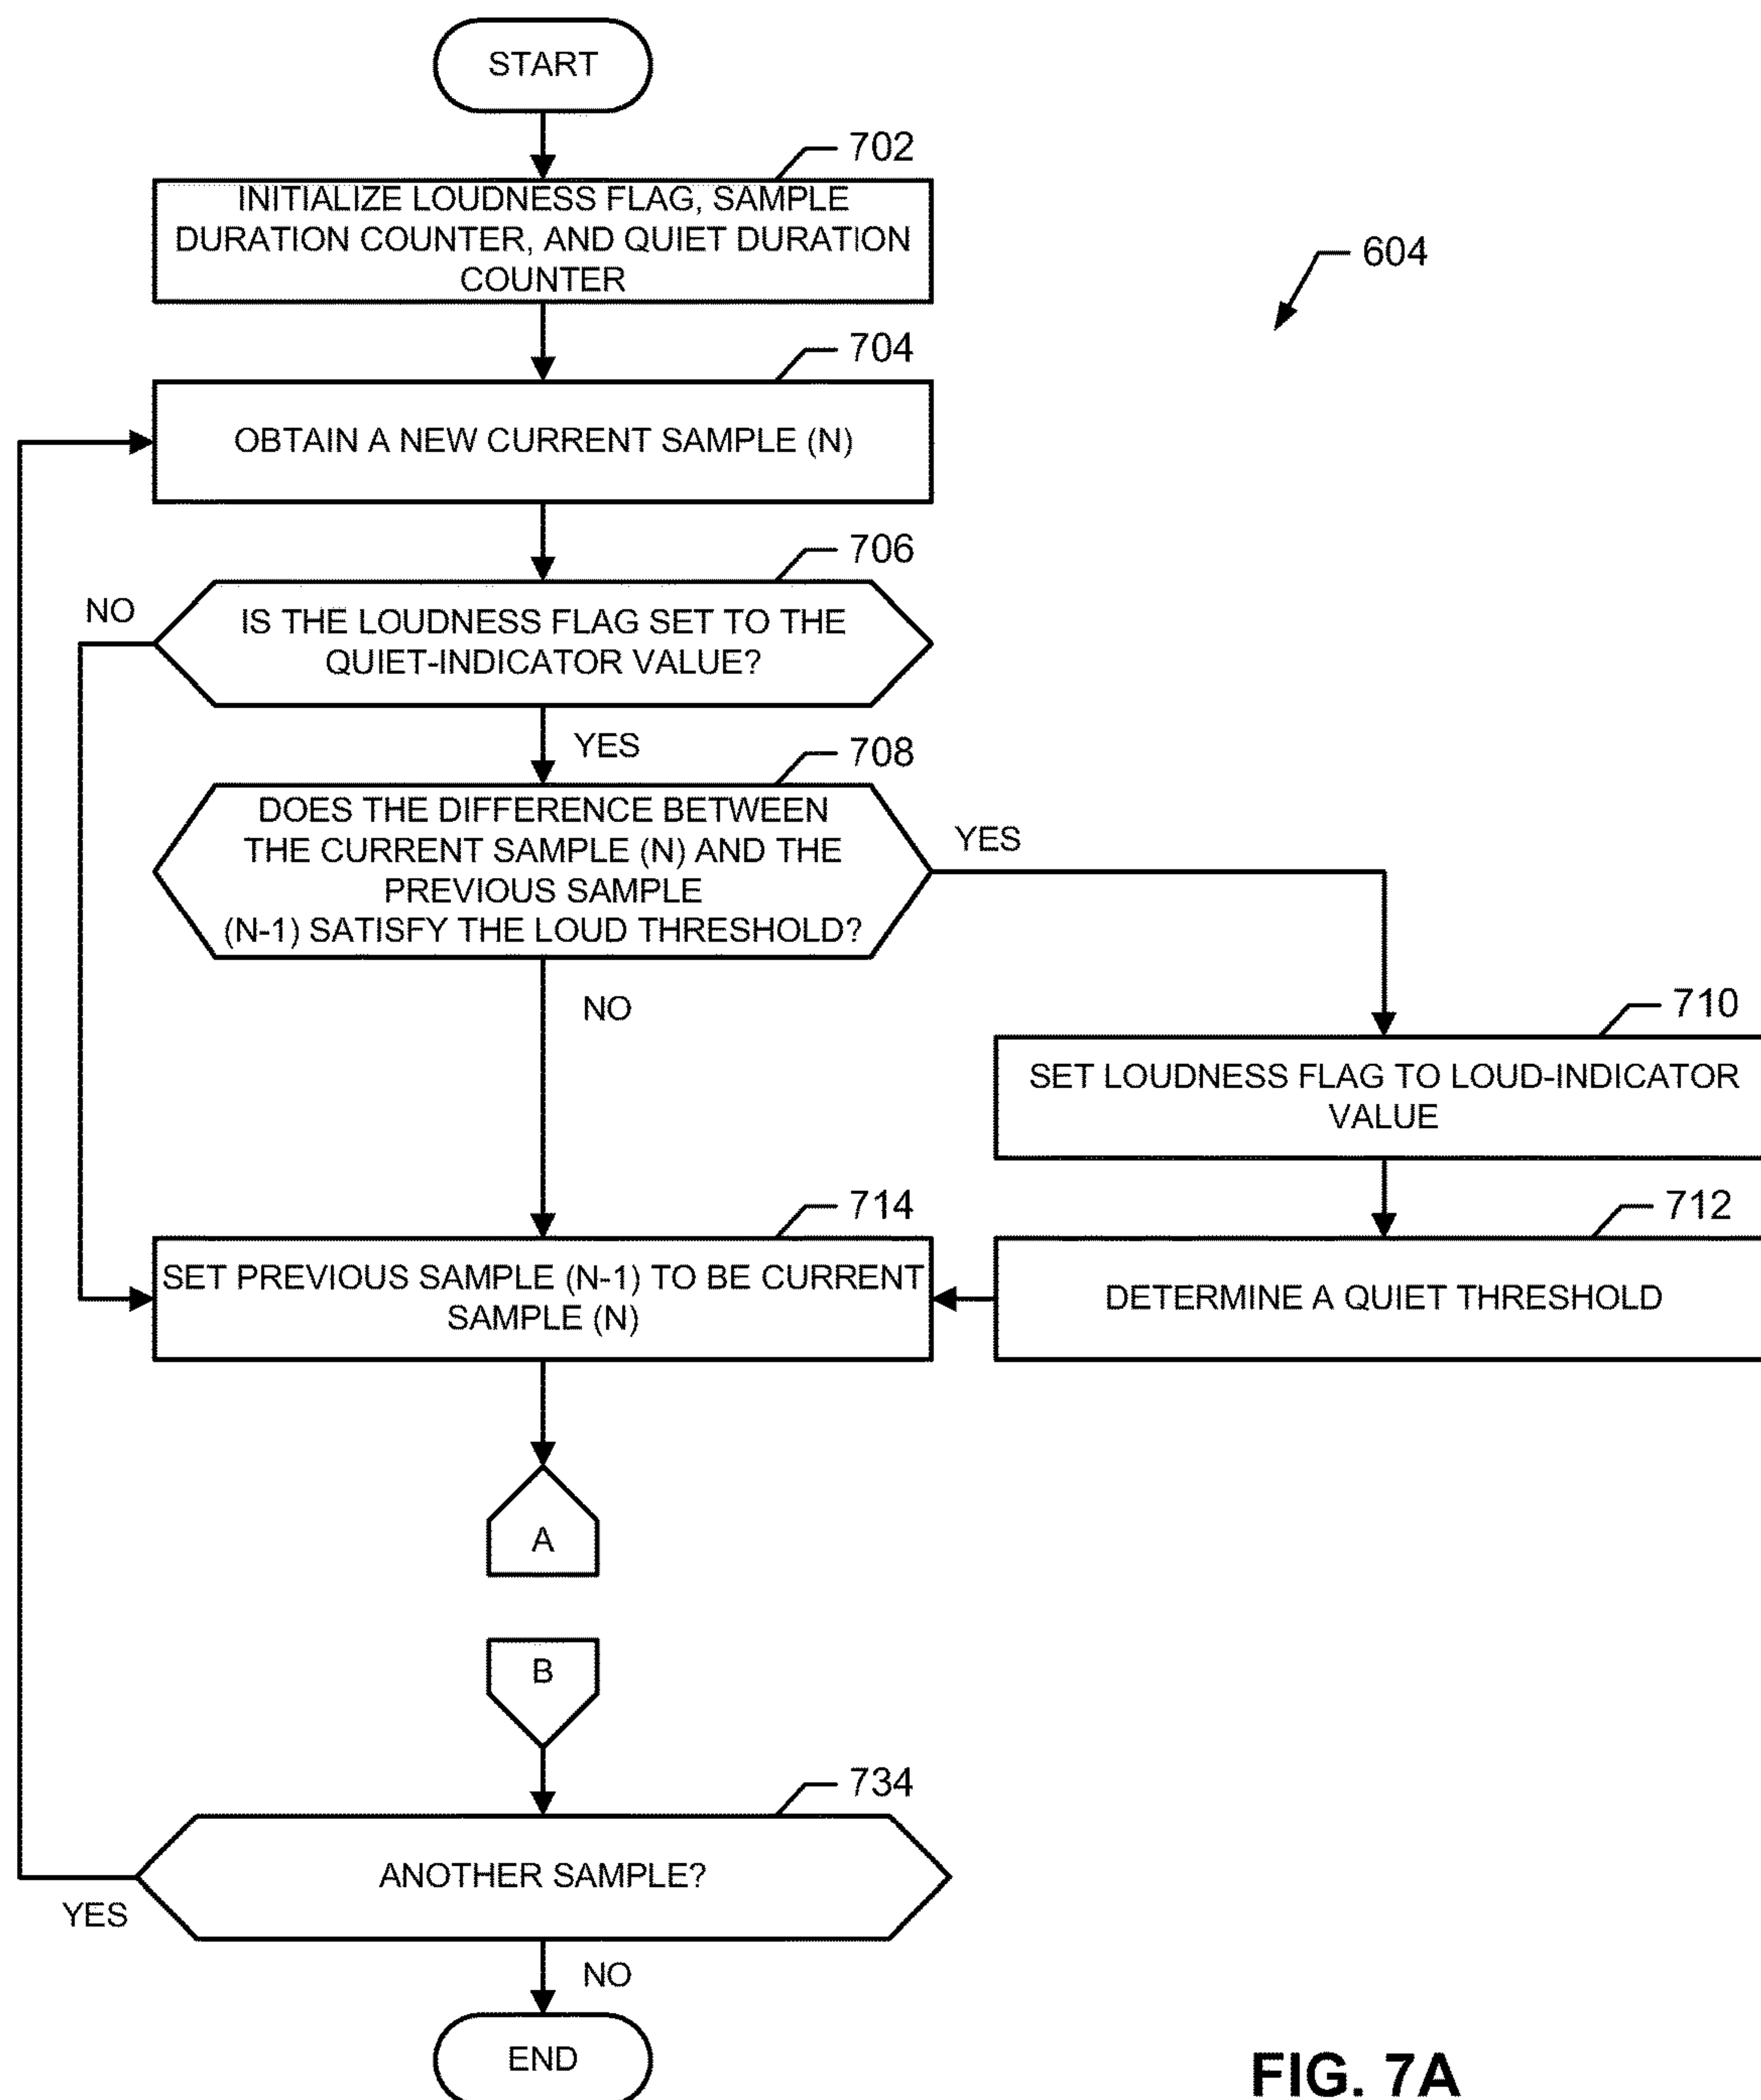 START
702
INITIALIZE LOUDNESS FLAG, SAMPLE
DURATION COUNTER, AND QUIET DURATION
COUNTER
604
704
OBTAIN A NEW CURRENT SAMPLE (N)
706
NO
IS THE LOUDNESS FLAG SET TO THE
QUIET-INDICATOR VALUE?
YES
708
DOES THE DIFFERENCE BETWEEN
THE CURRENT SAMPLE (N) AND THE
PREVIOUS SAMPLE
(N-1) SATISFY THE LOUD THRESHOLD?
YES
NO
710
SET LOUDNESS FLAG TO LOUD-INDICATOR
VALUE
714
712
SET PREVIOUS SAMPLE (N-1) TO BE CURRENT
SAMPLE (N)
DETERMINE A QUIET THRESHOLD
A
B
734
ANOTHER SAMPLE?
YES
NO
END
FIG. 7A